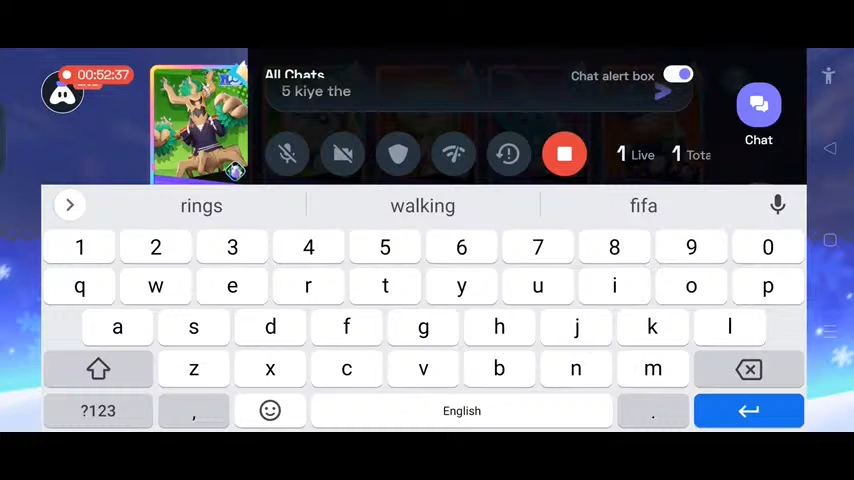 00:52:37
All Chats
Chat alert box
5 kiye the
Chat
1 Live 1 Tota
rings walking fifa
1 2 3 4 5 6 7 8 9 0
q w e r t y u i o p
a s d f g h j k l
z x c v b n m
?123 , English .